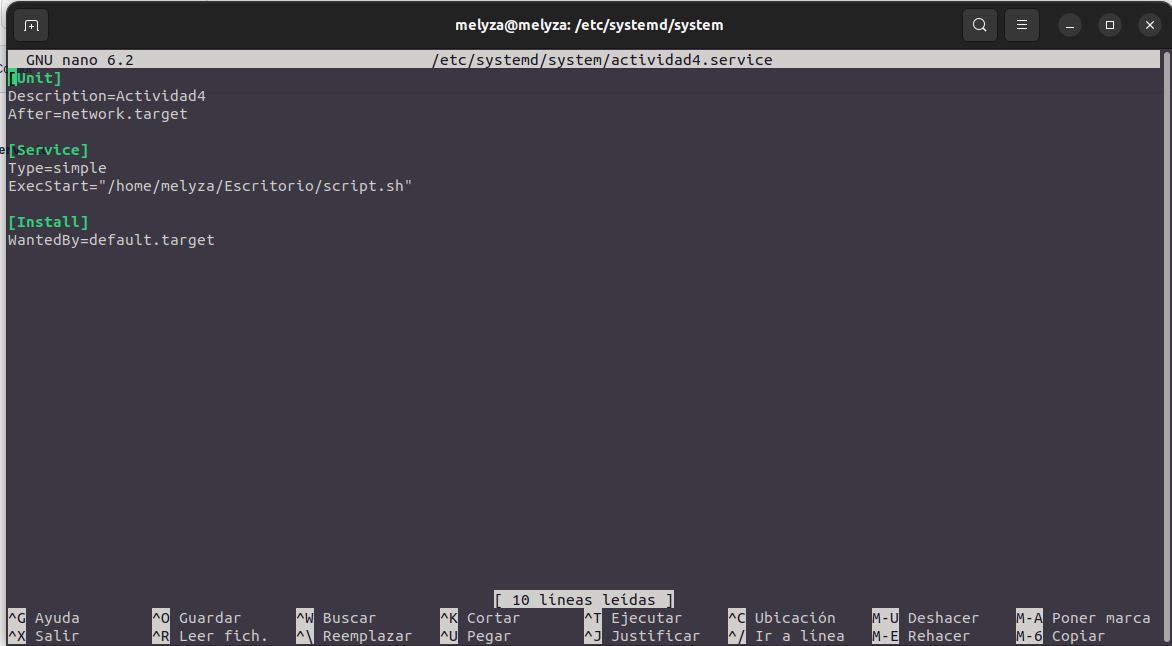 melyza@melyza: /etc/systemd/system
GNU nano 6.2 /etc/systemd/system/actividad4.service
[Unit]
Description=Actividad4
After=network.target
[Service]
Type=simple
ExecStart="/home/melyza/Escritorio/script.sh"
[Install]
WantedBy=default.target
[ 10 líneas leídas ]
^G Ayuda ^O Guardar ^W Buscar ^K Cortar ^T Ejecutar ^C Ubicación M-U Deshacer M-A Poner marca
^X Salir ^R Leer fich. ^\ Reemplazar ^U Pegar ^J Justificar ^/ Ir a línea M-E Rehacer M-6 Copiar